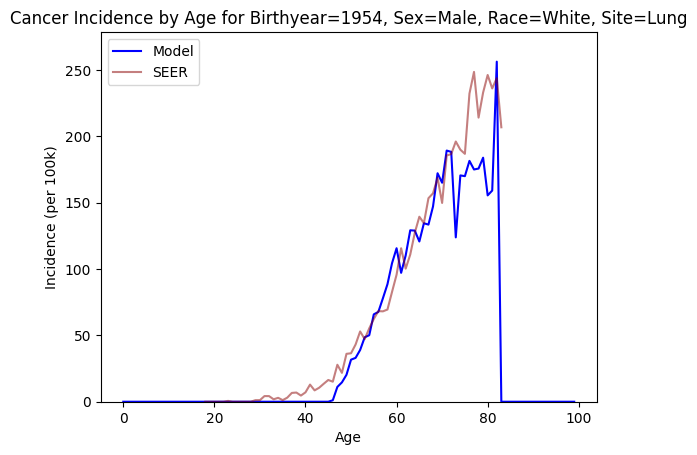 Cancer Incidence by Age for Birthyear=1954, Sex=Male, Race=White, Site=Lung
Model
SEER
250
200
150
100
50
0
Incidence (per 100k)
0 20 40 60 80 100
Age